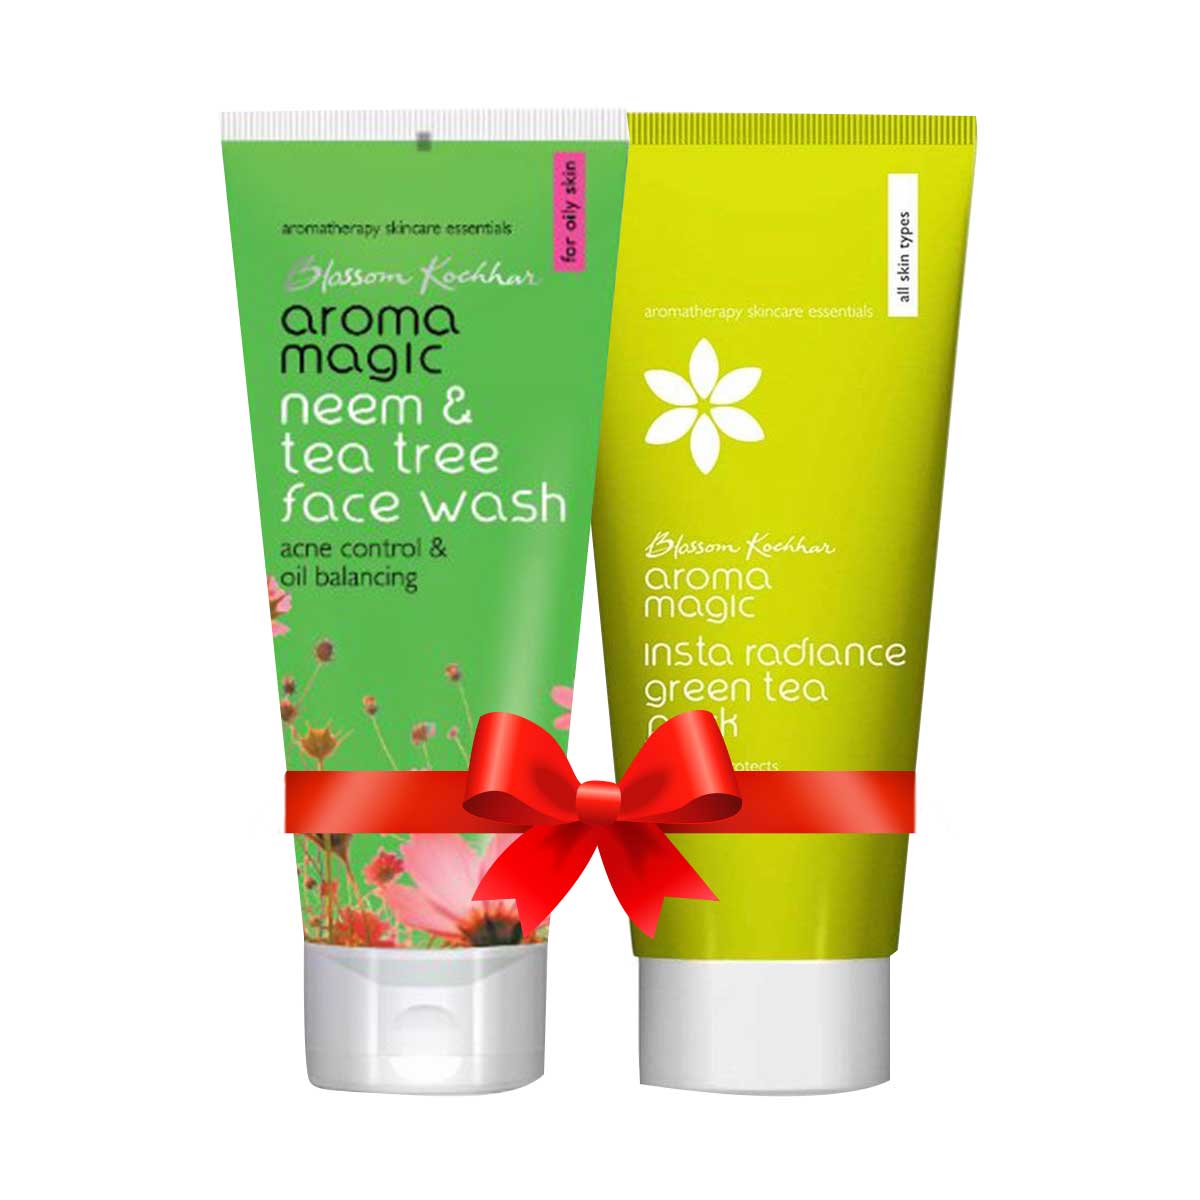 for oily skin
aromatherapy skincare essentials
Blossom Kochhar
aroma
magic
neem &
tea tree
face wash
acne control &
oil balancing
all skin types
aromatherapy skincare essentials
Blossom Kochhar
aroma
magic
insta radiance
green tea